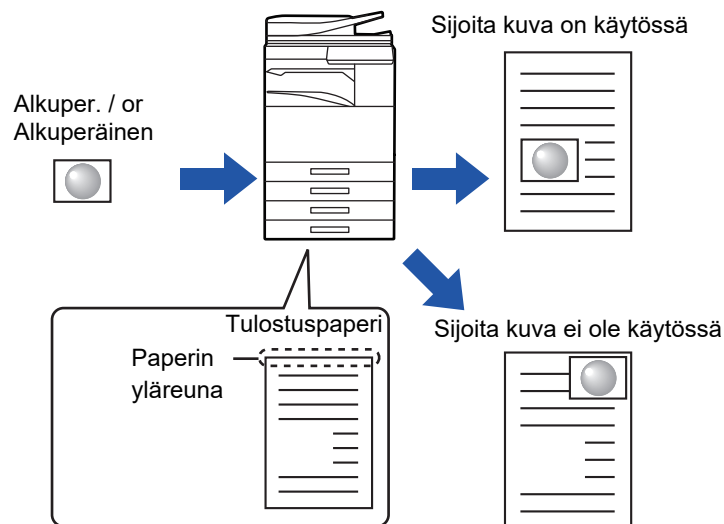 Sijoita kuva on käytössä
Alkuper. / or
Alkuperäinen
Tulostuspaperi
Paperin
yläreuna
Sijoita kuva ei ole käytössä